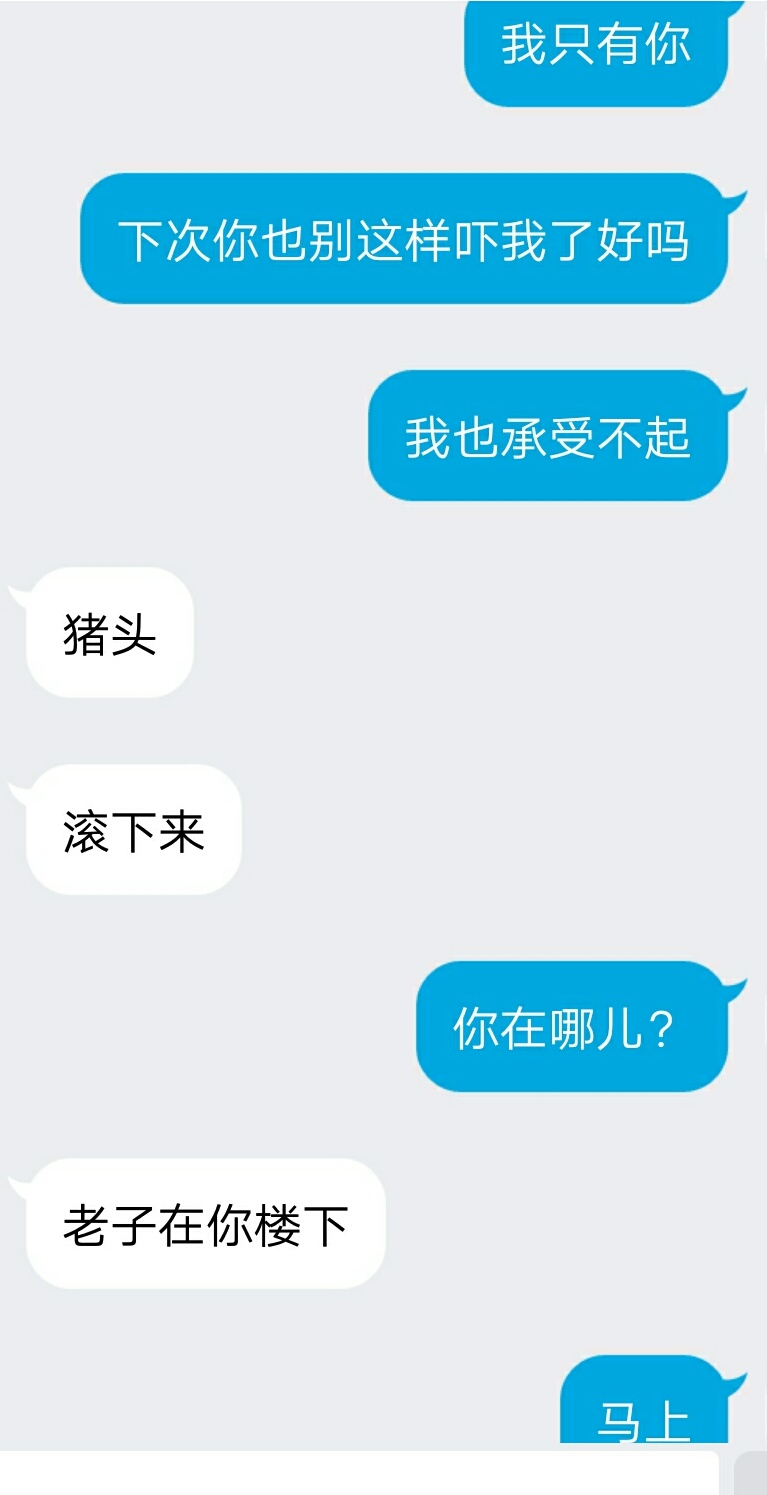 我只有你
下次你也别这样吓我了好吗
我也承受不起
猪头
滚下来
你在哪儿？
老子在你楼下
马上